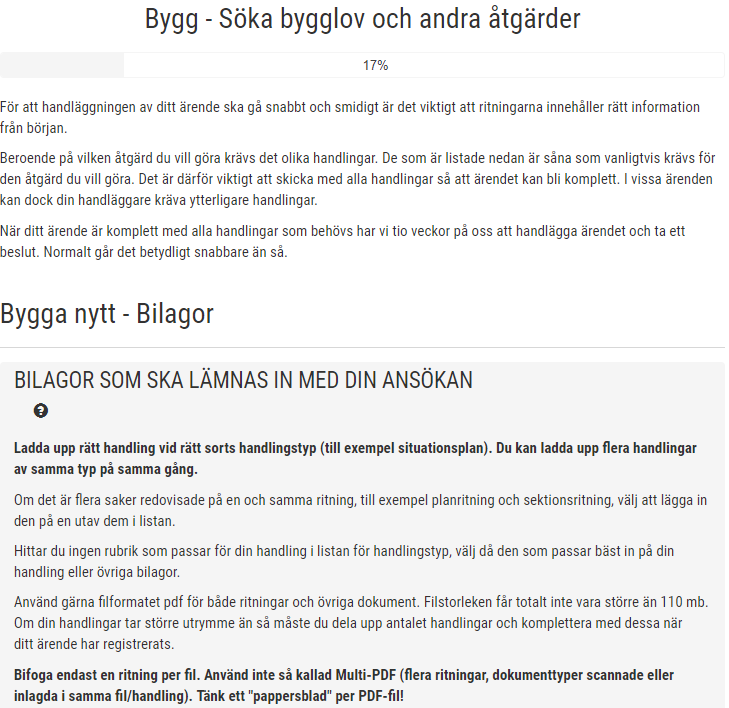 Bygg - Söka bygglov och andra åtgärder
17%
För att handläggningen av ditt ärende ska gå snabbt och smidigt är det viktigt att ritningarna innehåller rätt information
från början.
Beroende på vilken åtgärd du vill göra krävs det olika handlingar. De som är listade nedan är såna som vanligtvis krävs för
den åtgärd du vill göra. Det är därför viktigt att skicka med alla handlingar så att ärendet kan bli komplett. I vissa ärenden
kan dock din handläggare kräva ytterligare handlingar.
När ditt ärende är komplett med alla handlingar som behövs har vi tio veckor på oss att handlägga ärendet och ta ett
beslut. Normalt går det betydligt snabbare än så.
Bygga nytt - Bilagor
BILAGOR SOM SKA LÄMNAS IN MED DIN ANSÖKAN
?
Ladda upp rätt handling vid rätt sorts handlingstyp (till exempel situationsplan). Du kan ladda upp flera handlingar
av samma typ på samma gång.
Om det är flera saker redovisade på en och samma ritning, till exempel planritning och sektionsritning, välj att lägga in
den på en utav dem i listan.
Hittar du ingen rubrik som passar för din handling i listan för handlingstyp, välj då den som passar bäst in på din
handling eller övriga bilagor.
Använd gärna filformatet pdf för både ritningar och övriga dokument. Filstorleken får totalt inte vara större än 110 mb.
Om din handlingar tar större utrymme än så måste du dela upp antalet handlingar och komplettera med dessa när
ditt ärende har registrerats.
Bifoga endast en ritning per fil. Använd inte så kallad Multi-PDF (flera ritningar, dokumenttyper scannade eller
inlagda i samma fil/handling). Tänk ett "pappersblad" per PDF-fil!